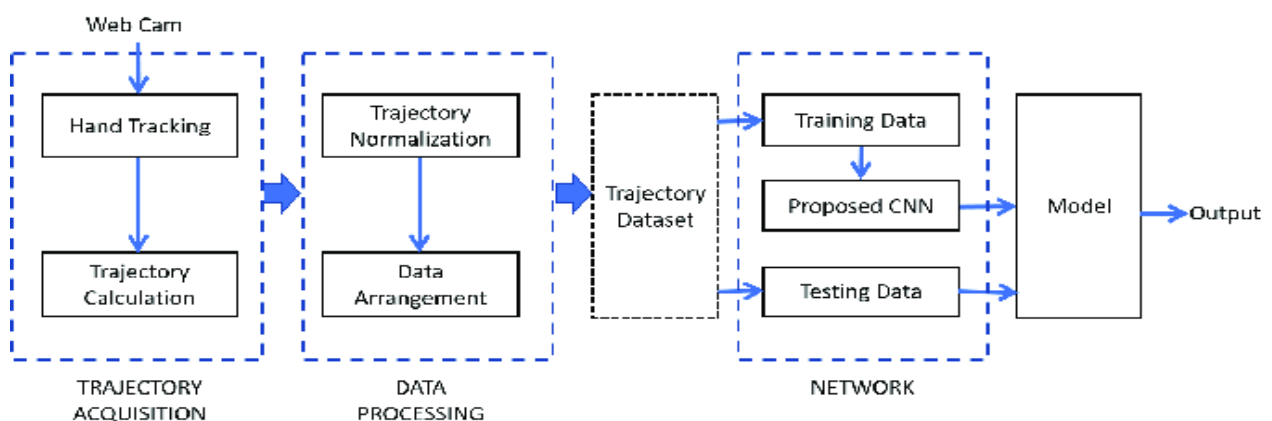 Web Cam
Hand Tracking
Trajectory
Calculation
TRAJECTORY
ACQUISITION
Trajectory
Normalization
Data
Arrangement
DATA
PROCESSING
Trajectory
Dataset
Training Data
Proposed CNN
Testing Data
NETWORK
Model
Output